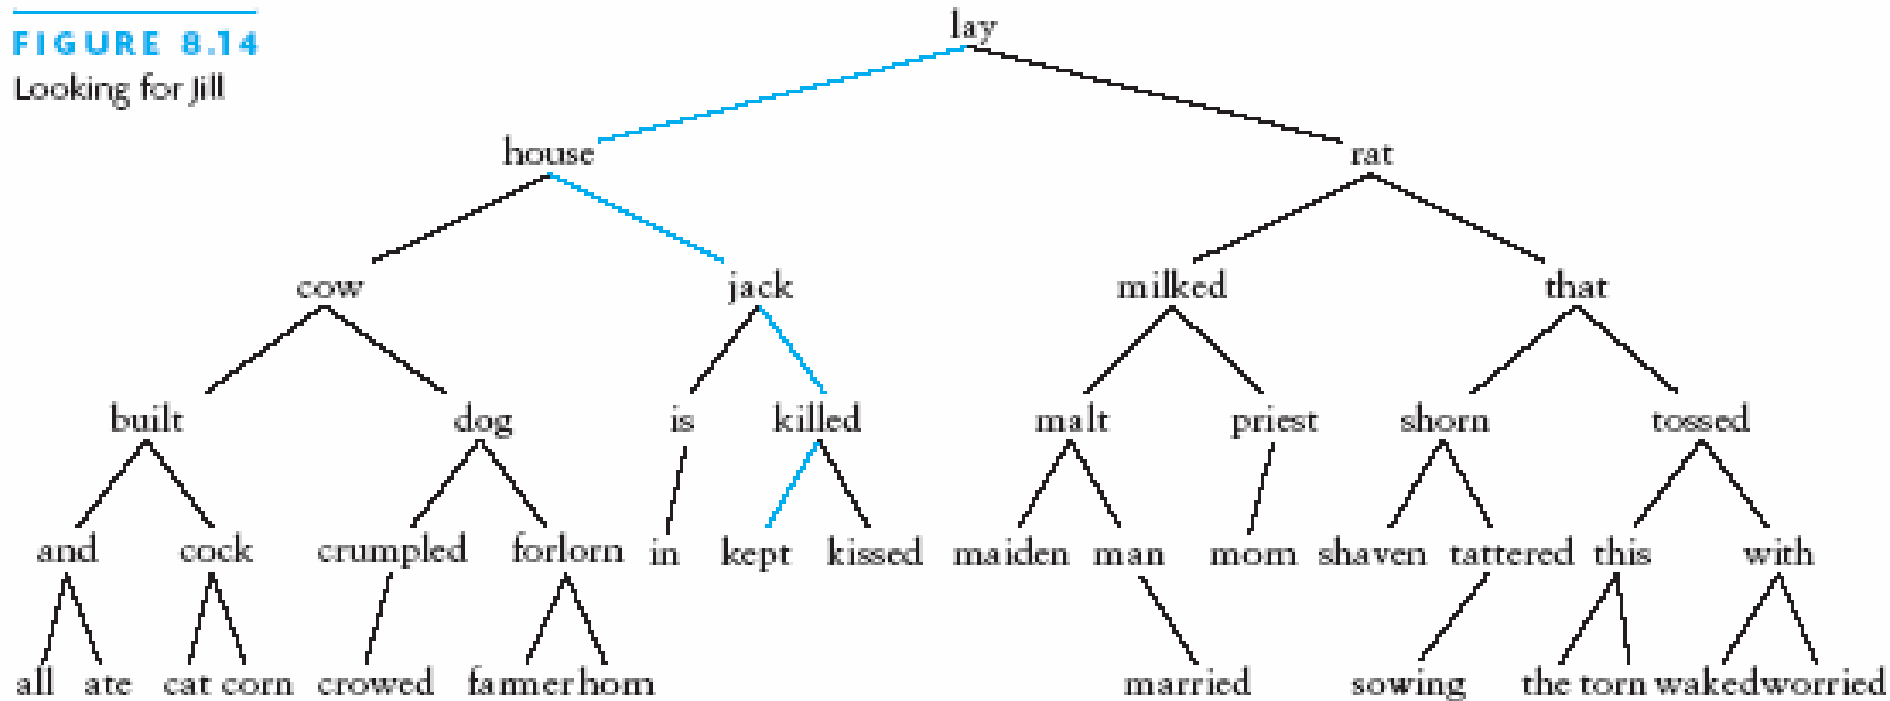 FIGURE 8.14
Looking for Jill
lay
house rat
cow jack milked that
built dog is killed malt priest shorn tossed
and cock crumpled forlorn in kept kissed maiden man morn shaven tattered this with
all ate cat corn crowed farmer horn married sowing the torn waked worried